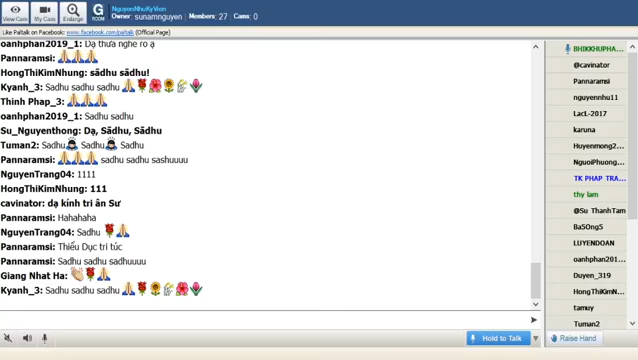 NguyenNhuKyVien
Owner: sunamnguyen Members: 27 Cams: 0
View Cam My Cam Enlarge G ROOM
Like Paltalk on Facebook: www.facebook.com/paltalk (Official Page)
oanhphan2019_1: Dạ thưa nghe rõ ạ
Pannaramsi:
HongThiKimNhung: sādhu sādhu!
Kyanh_3: Sadhu sadhu sadhu
Thinh Phap_3:
oanhphan2019_1: Sadhu sadhu
Su_Nguyenthong: Dạ, Sādhu, Sādhu
Tuman2: Sadhu Sadhu Sadhu
Pannaramsi: sadhu sadhu sashuuuu
NguyenTrang04: 1111
HongThiKimNhung: 111
cavinator: dạ kính tri ân Sư
Pannaramsi: Hahahaha
NguyenTrang04: Sadhu
Pannaramsi: Thiểu Dục tri túc
Pannaramsi: Sadhu sadhu sadhuuuu
Giang Nhat Ha:
Kyanh_3: Sadhu sadhu sadhu
Hold to Talk
BHIKKHUPHA...
@cavinator
Pannaramsi
nguyennhu11
LacL-2017
karuna
Huyenmong2...
NguoiPhuong...
TK PHAP TRA...
thy lam
@Su ThanhTam
BaSOngS
LUYENDOAN
oanhphan201...
Duyen_319
HongThiKimN...
tamuy
Tuman2
Raise Hand